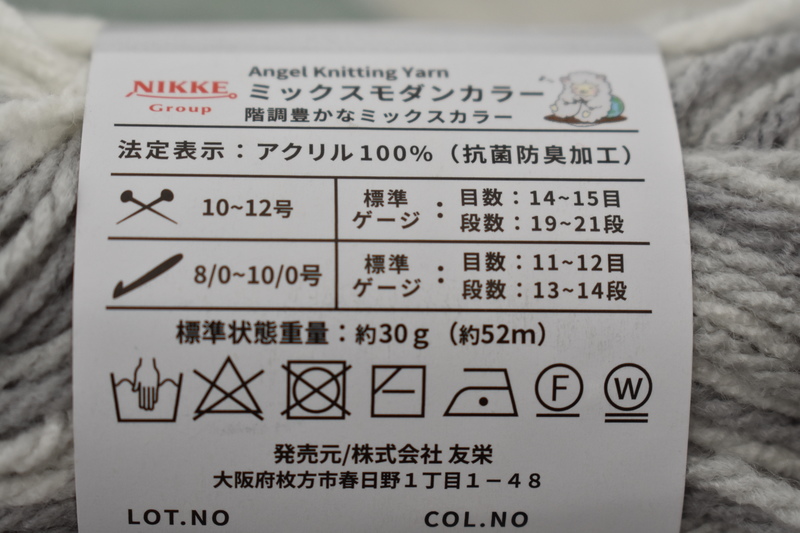 NIKKE
Group
Angel Knitting Yarn
ミックスモダンカラー
階調豊かなミックスカラー
法定表示：アクリル100%（抗菌防臭加工）
10~12号
標準
ゲージ：
目数：14~15目
段数：19~21段
8/0~10/0号
標準
ゲージ：
目数：11~12目
段数：13~14段
標準状態重量：約30g（約52m）
F
W
発売元/株式会社 友栄
大阪府枚方市春日野1丁目1－48
LOT.NO
COL.NO